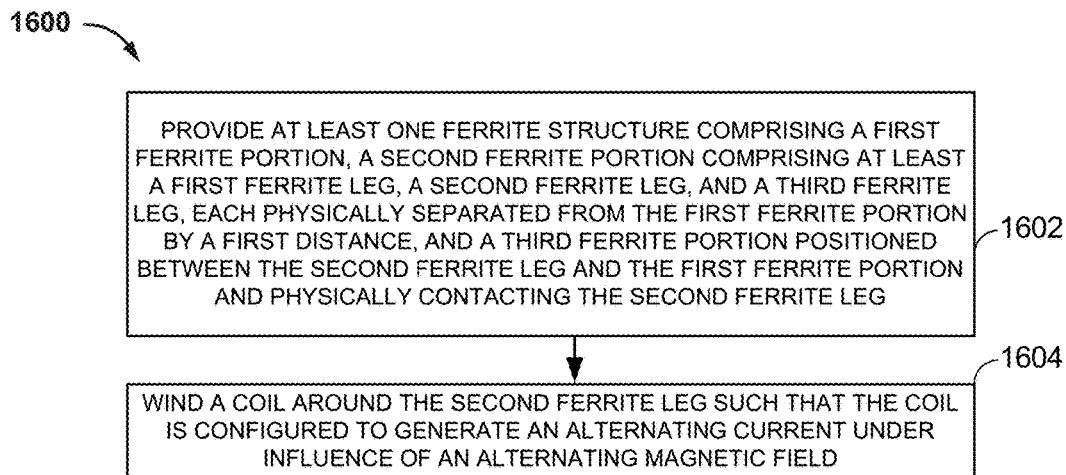 1600
PROVIDE AT LEAST ONE FERRITE STRUCTURE COMPRISING A FIRST
FERRITE PORTION, A SECOND FERRITE PORTION COMPRISING AT LEAST
A FIRST FERRITE LEG, A SECOND FERRITE LEG, AND A THIRD FERRITE
LEG, EACH PHYSICALLY SEPARATED FROM THE FIRST FERRITE PORTION
BY A FIRST DISTANCE, AND A THIRD FERRITE PORTION POSITIONED
BETWEEN THE SECOND FERRITE LEG AND THE FIRST FERRITE PORTION
AND PHYSICALLY CONTACTING THE SECOND FERRITE LEG
1602
1604
WIND A COIL AROUND THE SECOND FERRITE LEG SUCH THAT THE COIL
IS CONFIGURED TO GENERATE AN ALTERNATING CURRENT UNDER
INFLUENCE OF AN ALTERNATING MAGNETIC FIELD